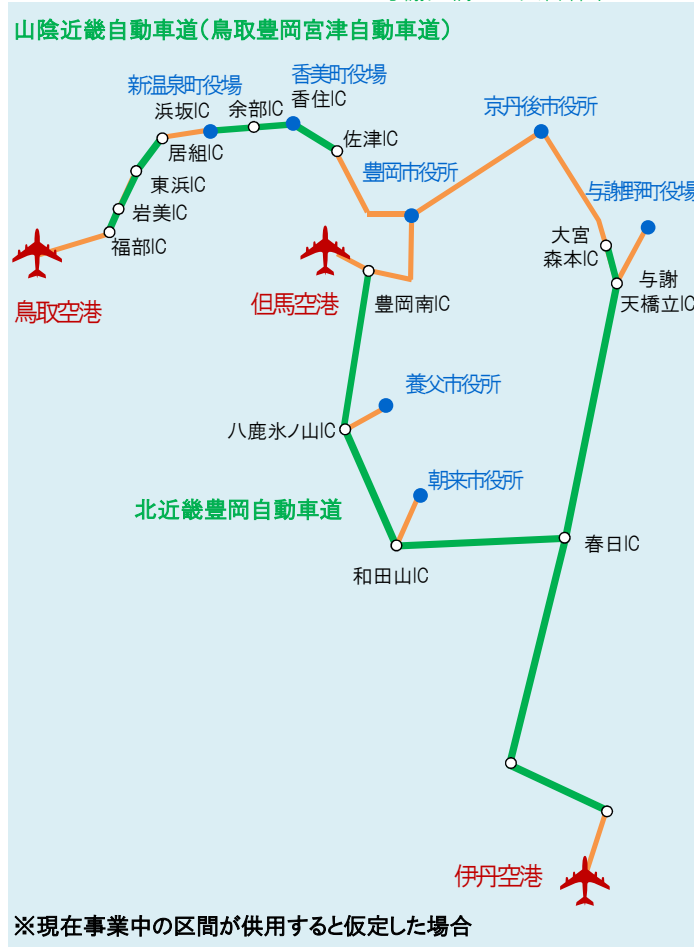 山陰近畿自動車道(鳥取豊岡宮津自動車道)
新温泉町役場
香美町役場
浜坂IC
余部IC
香住IC
京丹後市役所
佐津IC
居組IC
豊岡市役所
東浜IC
与謝野町役場
岩美IC
福部IC
大宮
森本IC
与謝
天橋立IC
鳥取空港
但馬空港
豊岡南IC
養父市役所
八鹿氷ノ山IC
朝来市役所
北近畿豊岡自動車道
春日IC
和田山IC
伊丹空港
※現在事業中の区間が供用すると仮定した場合